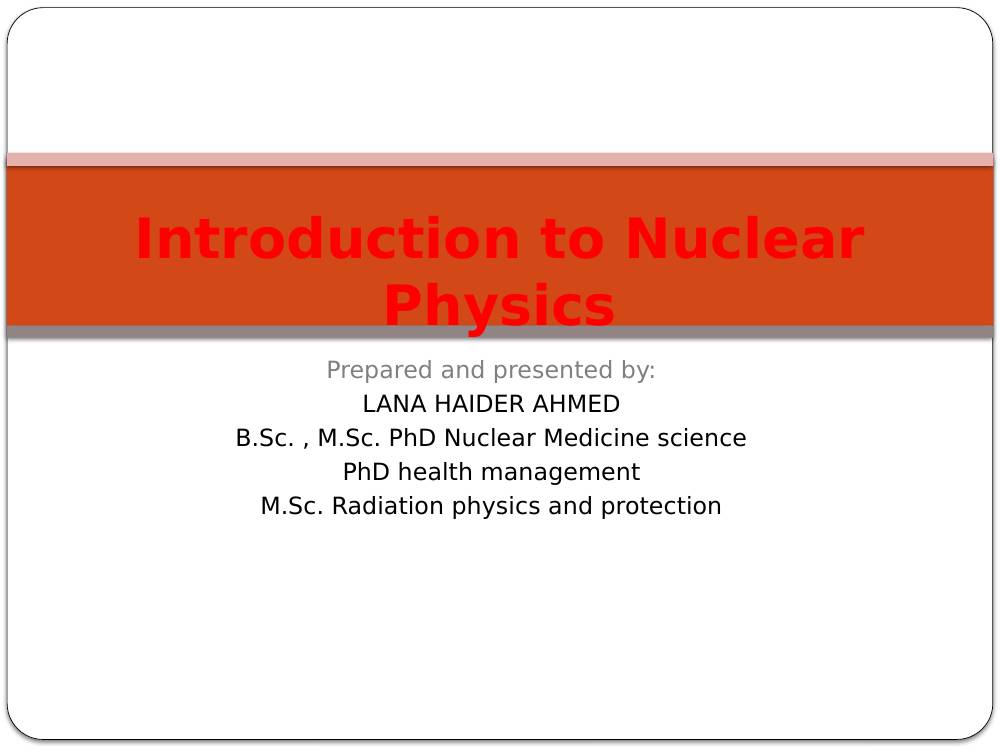 Introduction to Nuclear
Physics
Prepared and presented by:
LANA HAIDER AHMED
B.Sc. , M.Sc. PhD Nuclear Medicine science
PhD health management
M.Sc. Radiation physics and protection